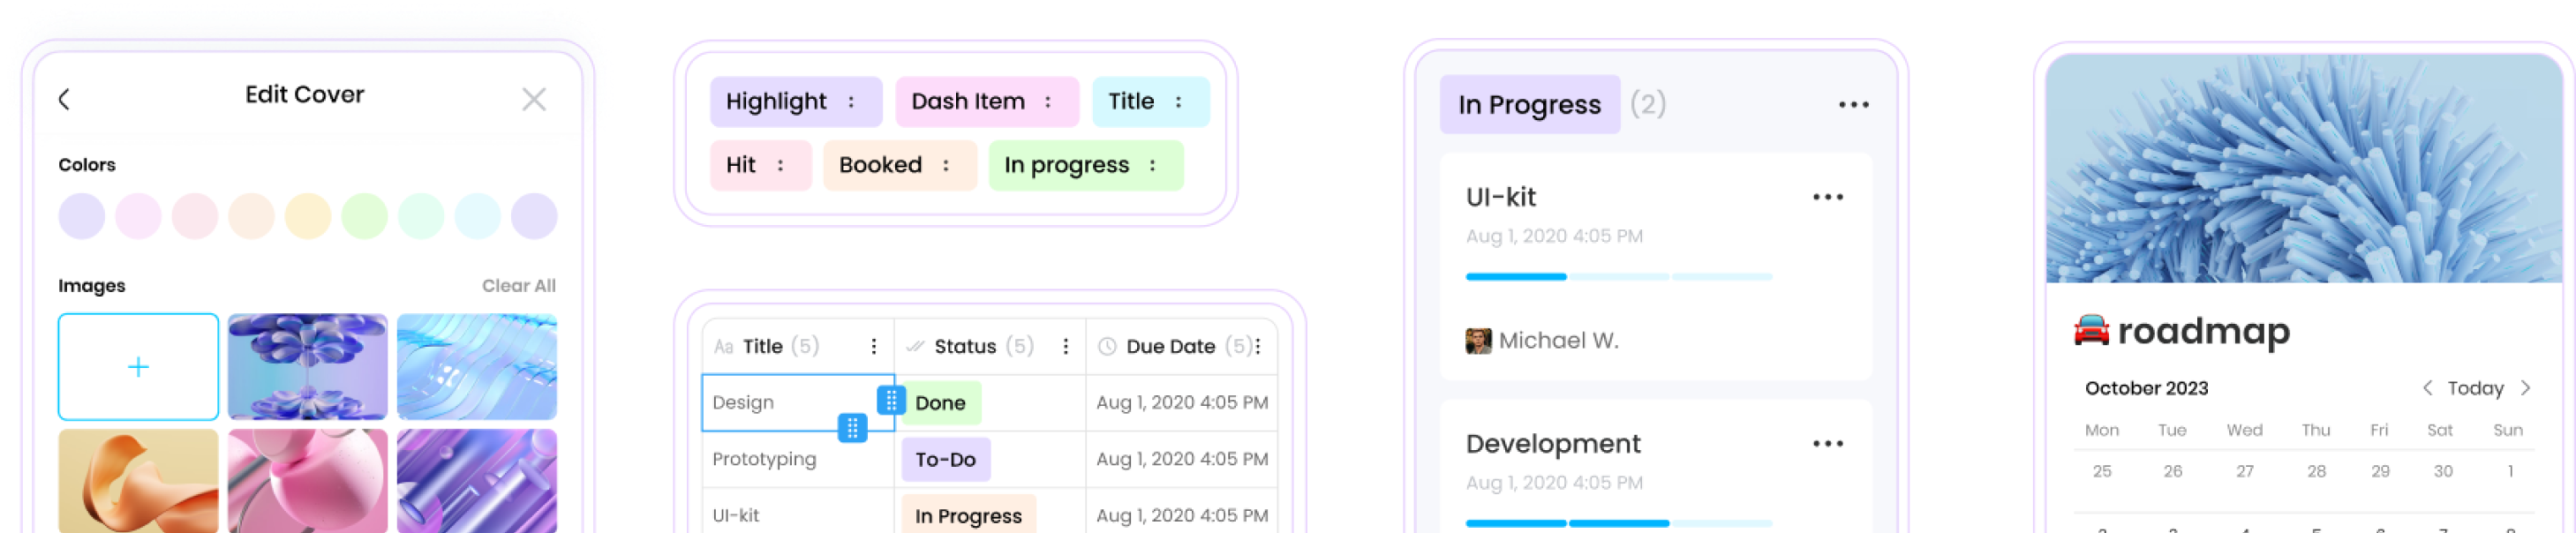 Edit Cover
Colors
Images Clear All
Highlight : Dash Item : Title :
Hit : Booked : In progress :
Aa Title (5) Status (5) Due Date (5)
Design Done Aug 1, 2020 4:05 PM
Prototyping To-Do Aug 1, 2020 4:05 PM
UI-kit In Progress Aug 1, 2020 4:05 PM
In Progress (2)
UI-kit
Aug 1, 2020 4:05 PM
Michael W.
Development
Aug 1, 2020 4:05 PM
roadmap
October 2023 < Today >
Mon Tue Wed Thu Fri Sat Sun
25 26 27 28 29 30 1